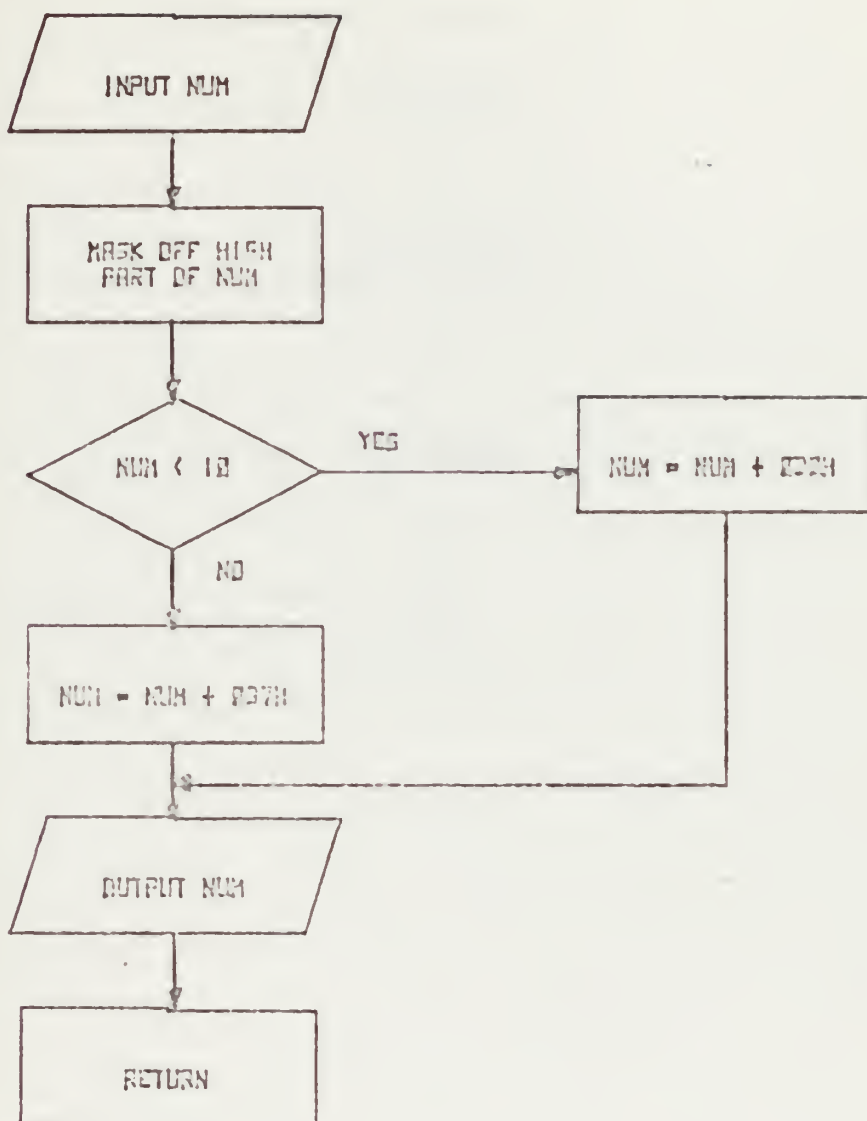 INPUT NUM
MASK OFF HIGH
PART OF NUM
NUM < 10
YES
NUM = NUM +
NO
NUM = NUM + 037H
OUTPUT NUM
RETURN